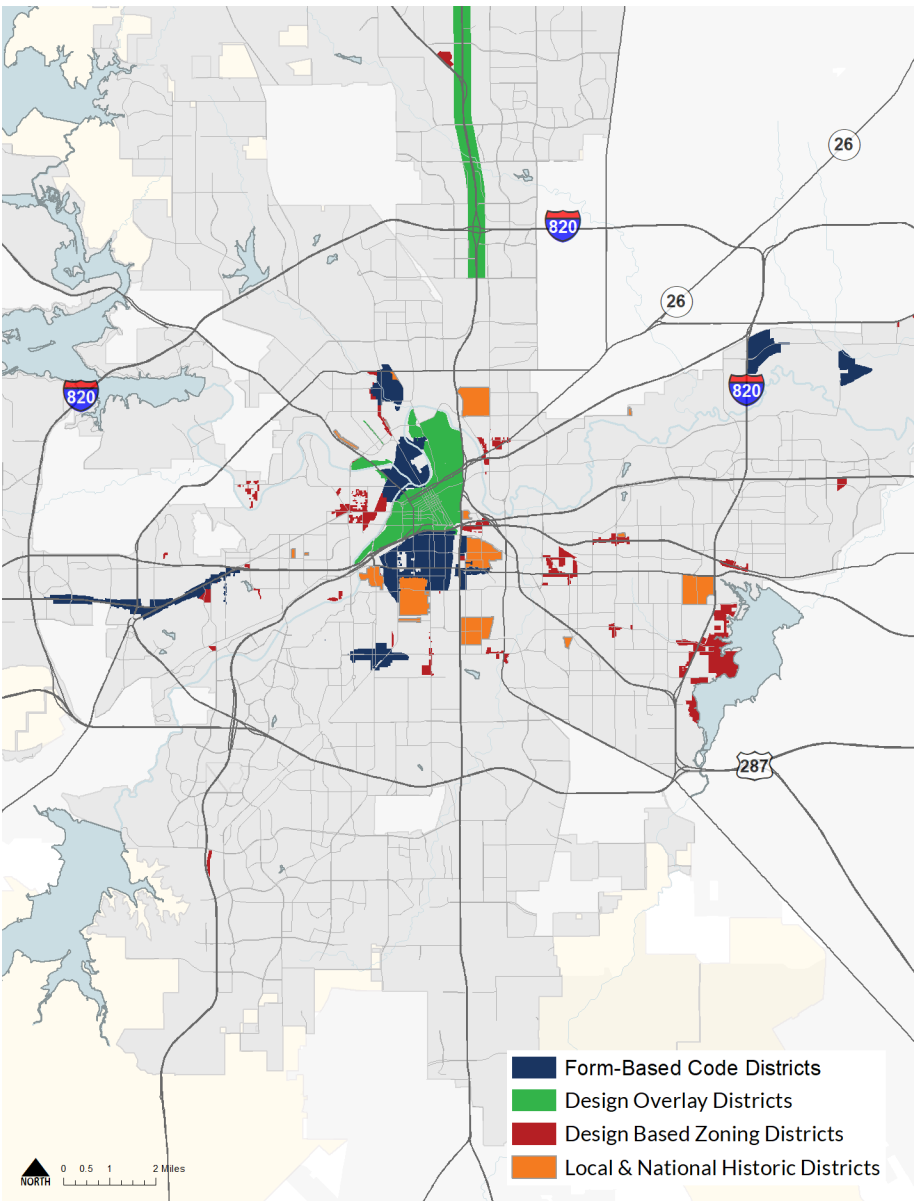 26
820
26
820
820
287
Form-Based Code Districts
Design Overlay Districts
Design Based Zoning Districts
Local & National Historic Districts
0 0.5 1 2 Miles
NORTH